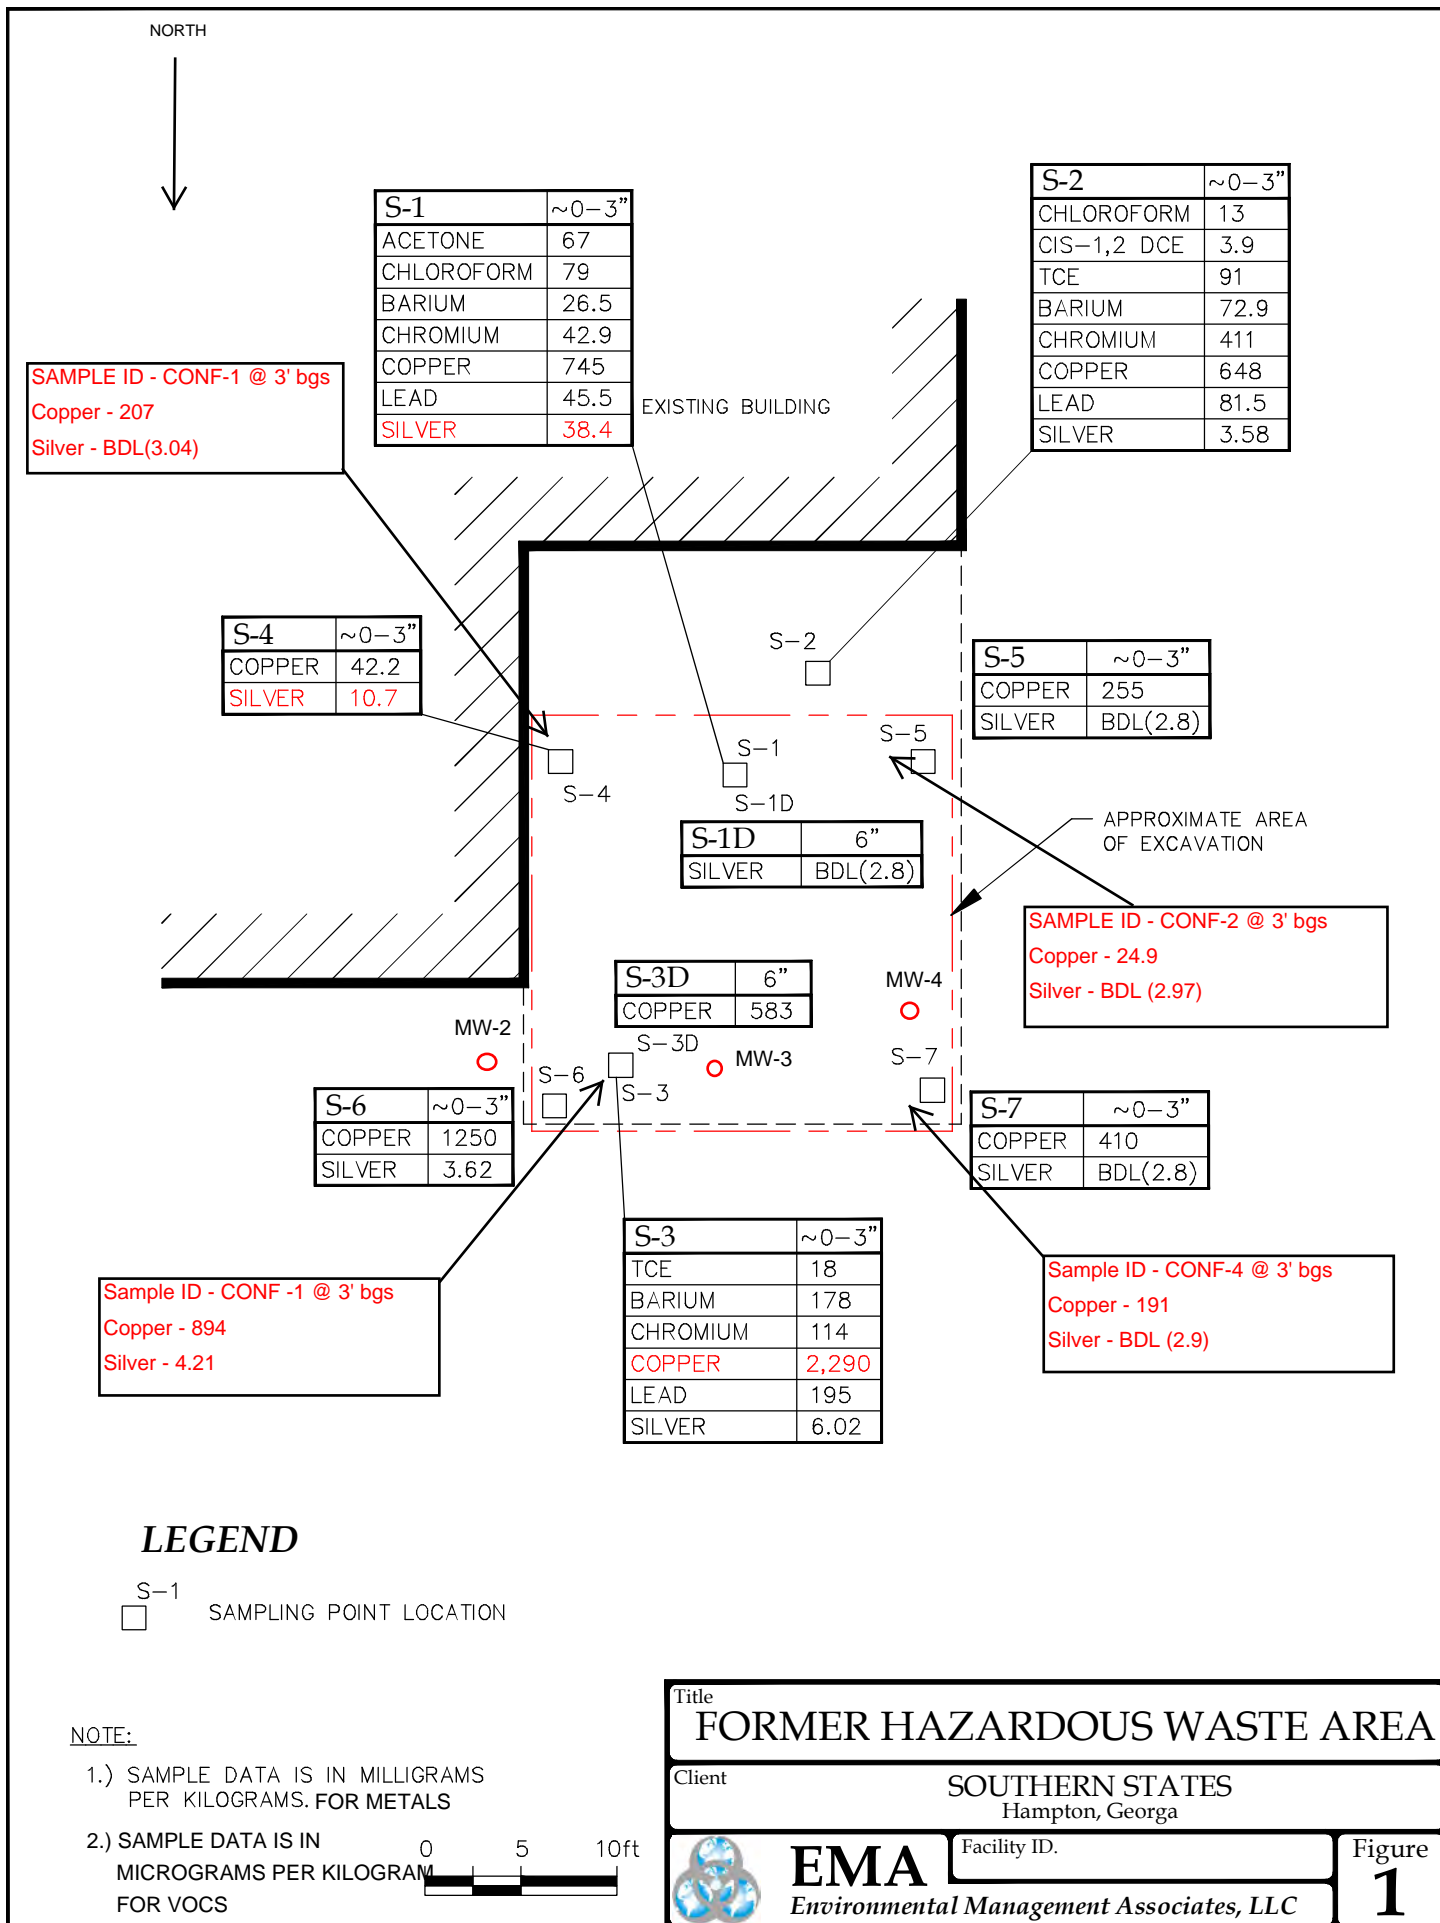 NORTH
S-1 ~0-3"
ACETONE 67
CHLOROFORM 79
BARIUM 26.5
CHROMIUM 42.9
COPPER 745
LEAD 45.5
SILVER 38.4
S-2 ~0-3"
CHLOROFORM 13
CIS-1,2 DCE 3.9
TCE 91
BARIUM 72.9
CHROMIUM 411
COPPER 648
LEAD 81.5
SILVER 3.58
SAMPLE ID - CONF-1 @ 3' bgs
Copper - 207
Silver - BDL(3.04)
EXISTING BUILDING
S-4 ~0-3"
COPPER 42.2
SILVER 10.7
S-2
S-5 ~0-3"
COPPER 255
SILVER BDL(2.8)
S-4
S-1
S-1D
S-5
S-1D 6"
SILVER BDL(2.8)
APPROXIMATE AREA
OF EXCAVATION
SAMPLE ID - CONF-2 @ 3' bgs
Copper - 24.9
Silver - BDL (2.97)
S-3D 6"
COPPER 583
MW-4
MW-2
S-3D
MW-3
S-7
S-6
S-3
S-6 ~0-3"
COPPER 1250
SILVER 3.62
S-7 ~0-3"
COPPER 410
SILVER BDL(2.8)
S-3 ~0-3"
TCE 18
BARIUM 178
CHROMIUM 114
COPPER 2,290
LEAD 195
SILVER 6.02
Sample ID - CONF -1 @ 3' bgs
Copper - 894
Silver - 4.21
Sample ID - CONF-4 @ 3' bgs
Copper - 191
Silver - BDL (2.9)
LEGEND
S-1
SAMPLING POINT LOCATION
NOTE:
1.) SAMPLE DATA IS IN MILLIGRAMS
PER KILOGRAMS. FOR METALS
2.) SAMPLE DATA IS IN
MICROGRAMS PER KILOGRAM
FOR VOCS
0 5 10ft
Title
FORMER HAZARDOUS WASTE AREA
Client
SOUTHERN STATES
Hampton, Georga
EMA
Environmental Management Associates, LLC
Facility ID.
Figure
1